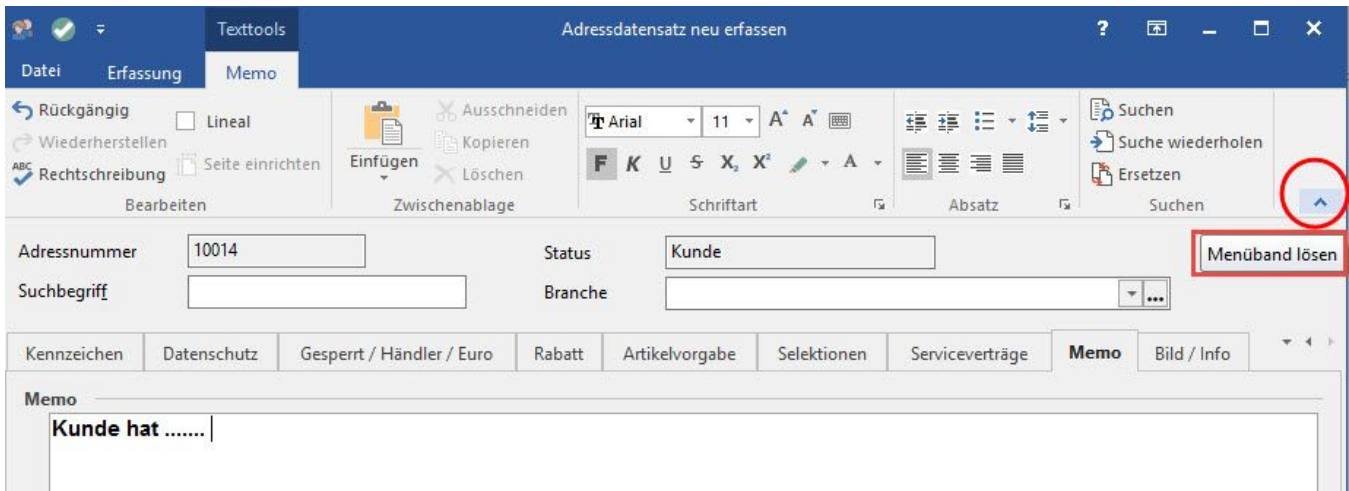 Texttools
Adressdatensatz neu erfassen
?
Datei Erfassung Memo
Rückgängig
Wiederherstellen
ABC Rechtschreibung
Lineal
Seite einrichten
Bearbeiten
Einfügen
Ausschneiden
Kopieren
Löschen
Zwischenablage
Arial 11 A A
F K U S X₂ X² A
Schriftart
Absatz
Suchen
Suche wiederholen
Ersetzen
Suchen
Adressnummer 10014 Status Kunde Menüband lösen
Suchbegriff Branche ...
Kennzeichen Datenschutz Gesperrt / Händler / Euro Rabatt Artikelvorgabe Selektionen Serviceverträge Memo Bild / Info
Memo
Kunde hat .......